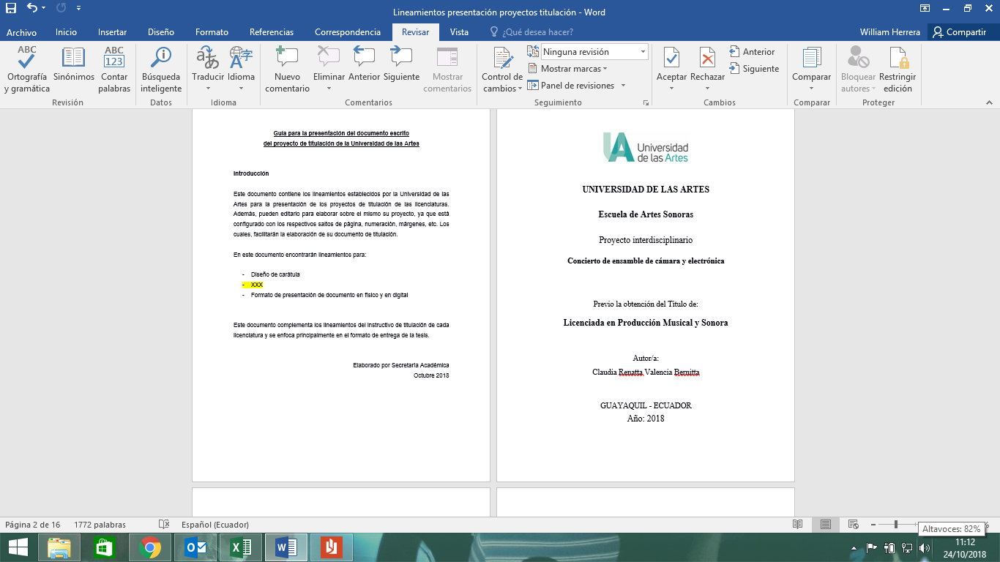 Lineamientos presentación proyectos titulación - Word
Archivo Inicio Insertar Diseño Formato Referencias Correspondencia Revisar Vista ¿Qué desea hacer? William Herrera Compartir
ABC Ortografía y gramática
Sinónimos
ABC 123 Contar palabras
Revisión
Búsqueda inteligente
Datos
Traducir
Idioma
Idioma
Nuevo comentario
Eliminar
Anterior
Siguiente
Mostrar comentarios
Comentarios
Control de cambios
Ninguna revisión
Mostrar marcas
Panel de revisiones
Seguimiento
Aceptar
Rechazar
Anterior
Siguiente
Cambios
Comparar
Comparar
Bloquear autores
Restringir edición
Proteger
Guía para la presentación del documento escrito
del proyecto de titulación de la Universidad de las Artes
Introducción
Este documento contiene los lineamientos establecidos por la Universidad de las
Artes para la presentación de los proyectos de titulación de las licenciaturas.
Además, pueden editarlo para elaborar sobre el mismo su proyecto, ya que está
configurado con los respectivos saltos de página, numeración, márgenes, etc. Los
cuales, facilitarán la elaboración de su documento de titulación.
En este documento encontrarán lineamientos para:
- Diseño de carátula
- XXX
- Formato de presentación de documento en físico y en digital
Este documento complementa los lineamientos del instructivo de titulación de cada
licenciatura y se enfoca principalmente en el formato de entrega de la tesis.
Elaborado por Secretaría Académica
Octubre 2018
UA Universidad
de las Artes
UNIVERSIDAD DE LAS ARTES
Escuela de Artes Sonoras
Proyecto interdisciplinario
Concierto de ensamble de cámara y electrónica
Previo la obtención del Título de:
Licenciada en Producción Musical y Sonora
Autor/a:
Claudia Renatta Valencia Bernitta
GUAYAQUIL - ECUADOR
Año: 2018
Página 2 de 16 1772 palabras Español (Ecuador)
Altavoces: 82%
11:12
24/10/2018